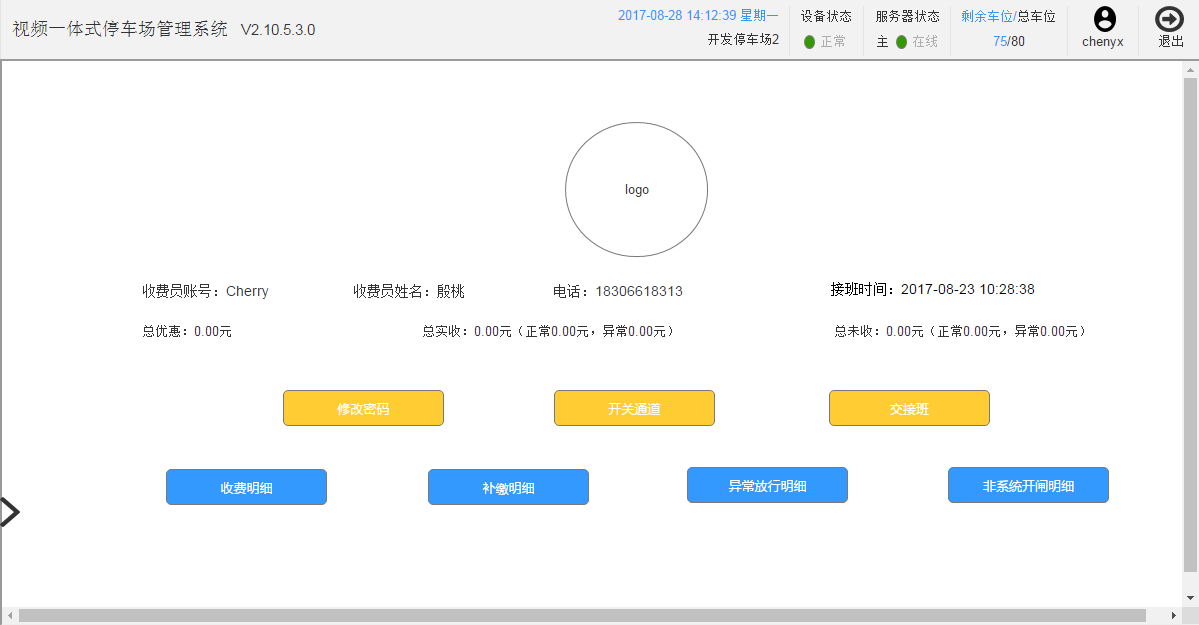 视频一体式停车场管理系统 V2.10.5.3.0
2017-08-28 14:12:39 星期一
开发停车场2
设备状态
正常
服务器状态
主 在线
剩余车位/总车位
75/80
chenyx
退出
logo
收费员账号：Cherry
收费员姓名：殷桃
电话：18306618313
接班时间：2017-08-23 10:28:38
总优惠：0.00元
总实收：0.00元（正常0.00元，异常0.00元）
总未收：0.00元（正常0.00元，异常0.00元）
修改密码
开关通道
交接班
收费明细
补缴明细
异常放行明细
非系统开闸明细